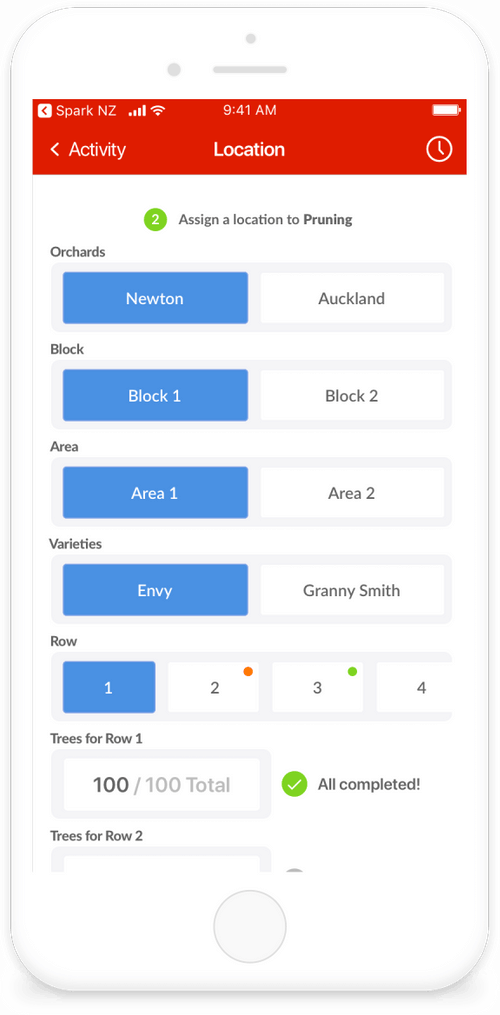 Spark NZ 9:41 AM
Activity Location
2 Assign a location to Pruning
Orchards
Newton Auckland
Block
Block 1 Block 2
Area
Area 1 Area 2
Varieties
Envy Granny Smith
Row
1 2 3 4
Trees for Row 1
100 / 100 Total All completed!
Trees for Row 2